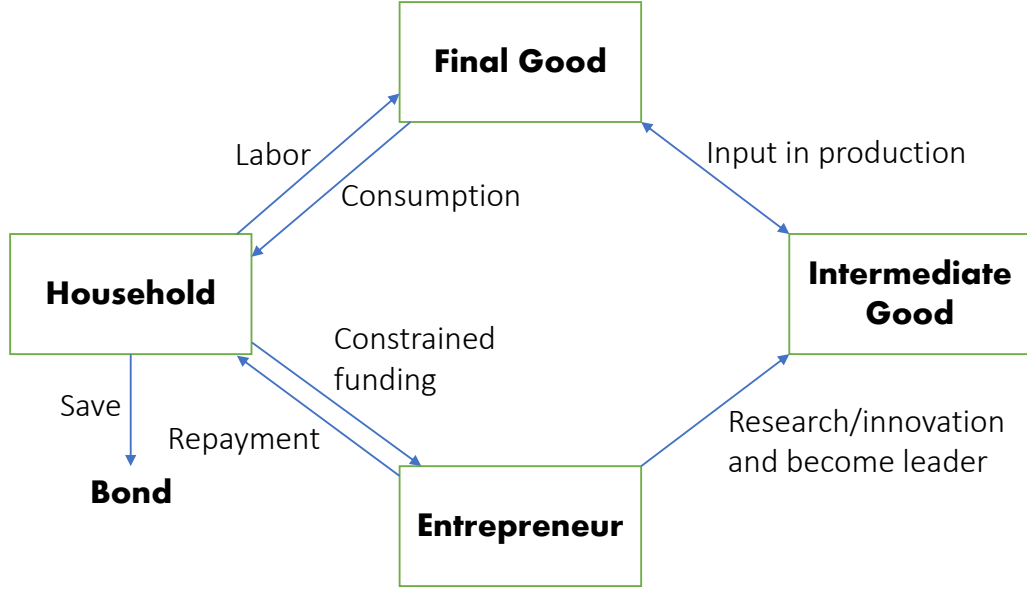 Final Good
Labor
Input in production
Consumption
Household
Intermediate
Good
Constrained
funding
Save
Repayment
Research/innovation
and become leader
Bond
Entrepreneur